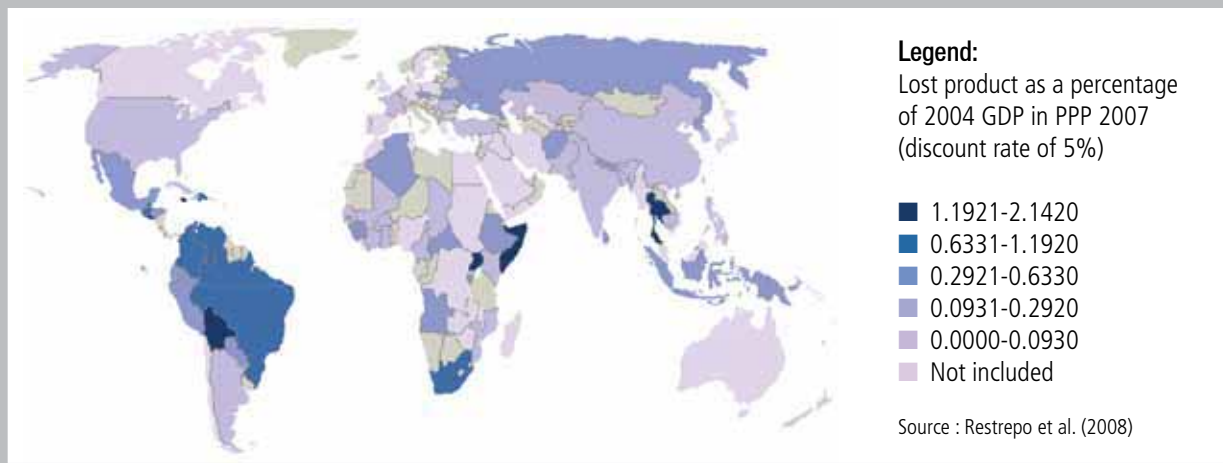 Legend:
Lost product as a percentage
of 2004 GDP in PPP 2007
(discount rate of 5%)
1.1921-2.1420
0.6331-1.1920
0.2921-0.6330
0.0931-0.2920
0.0000-0.0930
Not included
Source : Restrepo et al. (2008)